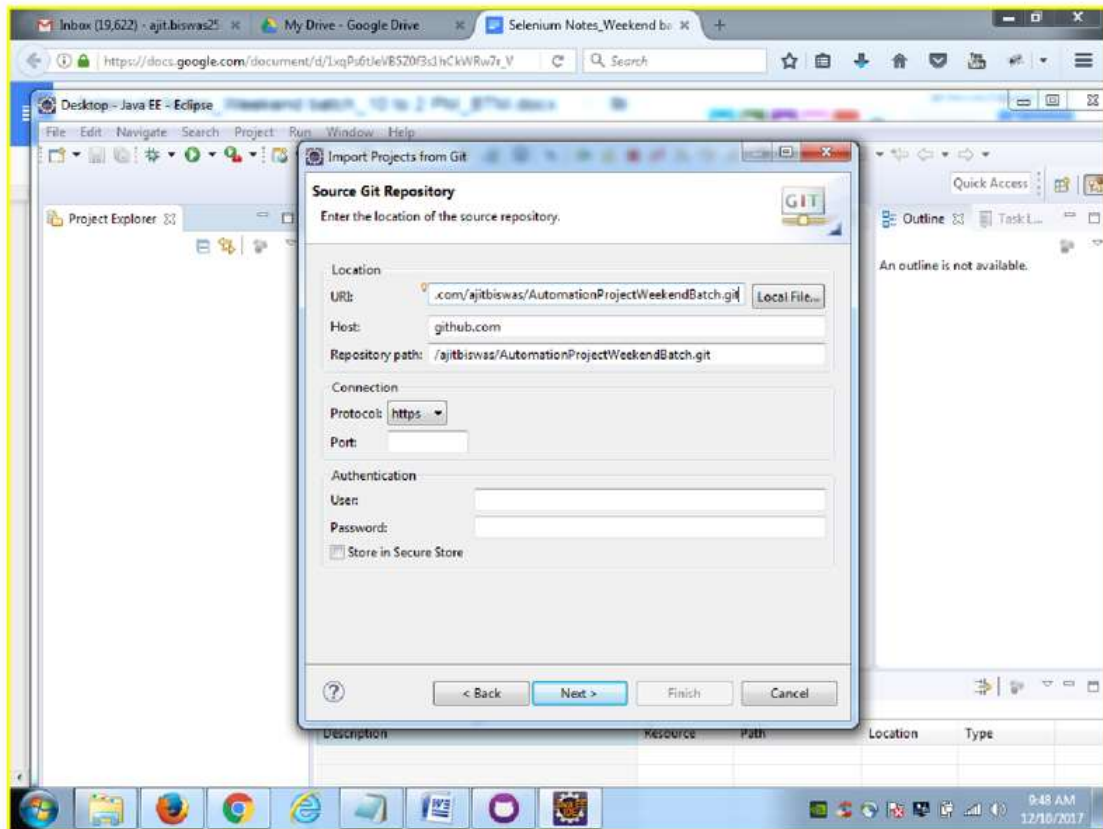 Inbox (19,622) - ajit.biswas25 My Drive - Google Drive Selenium Notes_Weekend ba
https://docs.google.com/document/d/ Search
Desktop - Java EE - Eclipse
File Edit Navigate Search Project Run Window Help
Import Projects from Git
Quick Access
Source Git Repository
GIT
Enter the location of the source repository.
Project Explorer
Outline Task L...
An outline is not available.
Location
URI: .com/ajitbiswas/AutomationProjectWeekendBatch.git Local File...
Host: github.com
Repository path: /ajitbiswas/AutomationProjectWeekendBatch.git
Connection
Protocol: https
Port:
Authentication
User:
Password:
Store in Secure Store
< Back Next > Finish Cancel
Description Resource Path Location Type
9:48 AM
12/10/2017